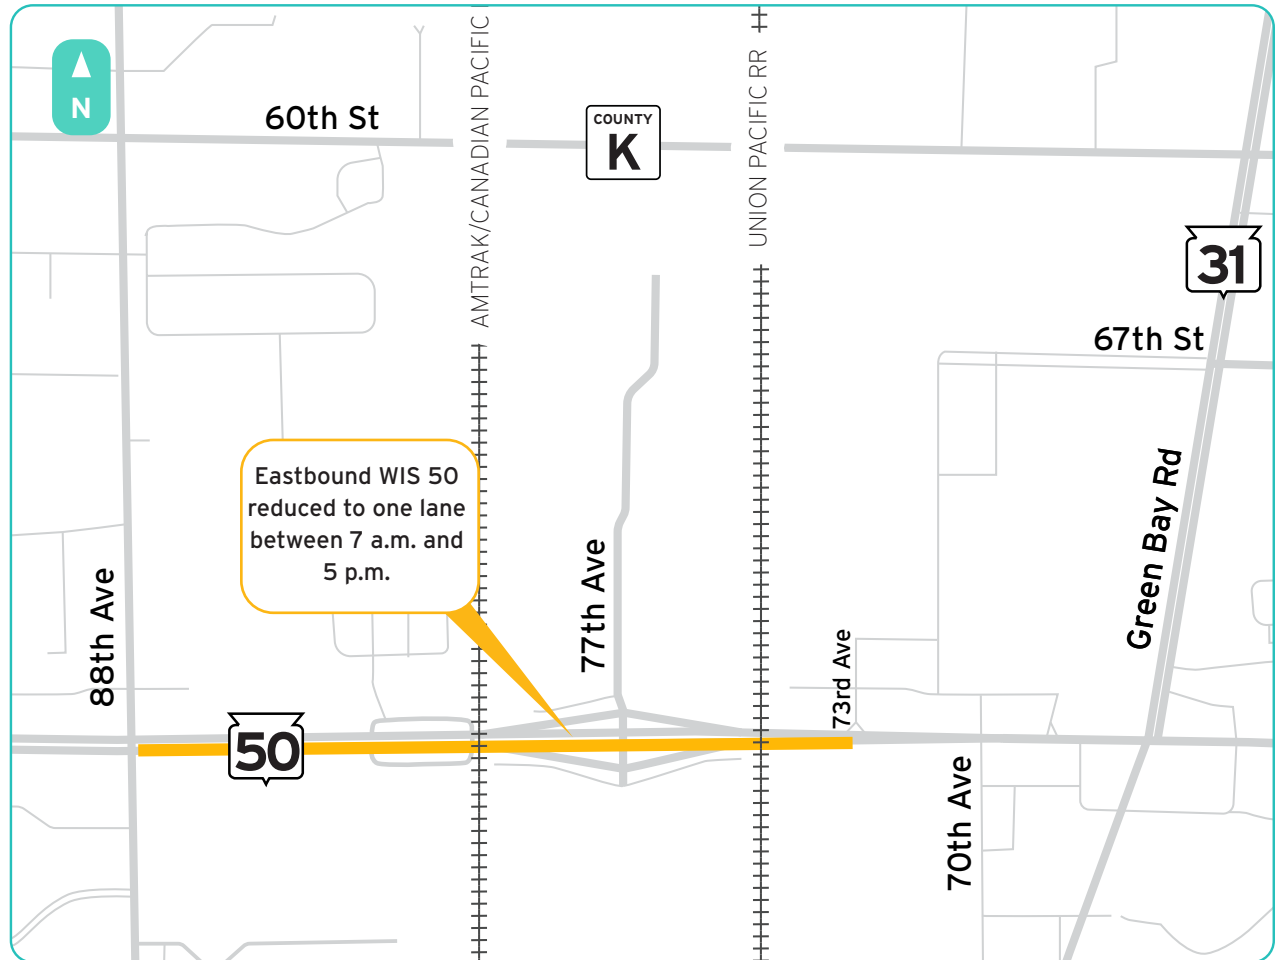 N
60th St
COUNTY
K
AMTRAK/CANADIAN PACIFIC
UNION PACIFIC RR
31
67th St
Eastbound WIS 50
reduced to one lane
between 7 a.m. and
5 p.m.
88th Ave
77th Ave
73rd Ave
Green Bay Rd
50
70th Ave